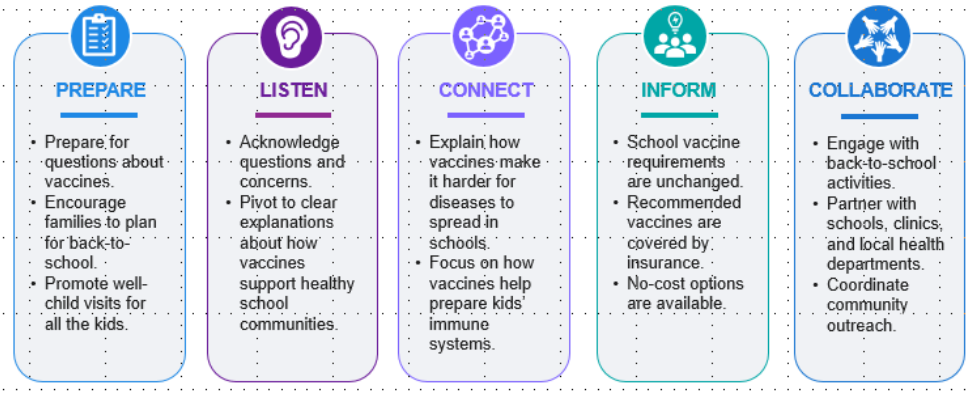 PREPARE
• Prepare for
questions about
vaccines.
• Encourage
families to plan
for back-to-
school.
• Promote well-
child visits for
all the kids.
LISTEN
• Acknowledge
questions and
concerns.
• Pivot to clear
explanations
about how
vaccines
support healthy
school
communities.
CONNECT
• Explain how
vaccines make
it harder for
diseases to
spread in
schools.
• Focus on how
vaccines help
prepare kids'
immune
systems.
INFORM
• School vaccine
requirements
are unchanged.
• Recommended
vaccines are
covered by
insurance.
• No-cost options
are available.
COLLABORATE
• Engage with
back-to-school
activities.
• Partner with
schools, clinics,
and local health
departments.
• Coordinate
community
outreach.